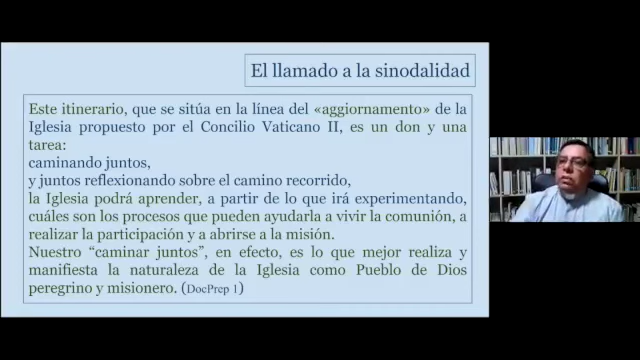 El llamado a la sinodalidad
Este itinerario, que se sitúa en la línea del «aggiornamento» de la
Iglesia propuesto por el Concilio Vaticano II, es un don y una
tarea:
caminando juntos,
y juntos reflexionando sobre el camino recorrido,
la Iglesia podrá aprender, a partir de lo que irá experimentando,
cuáles son los procesos que pueden ayudarla a vivir la comunión, a
realizar la participación y a abrirse a la misión.
Nuestro “caminar juntos”, en efecto, es lo que mejor realiza y
manifiesta la naturaleza de la Iglesia como Pueblo de Dios
peregrino y misionero. (DocPrep 1)